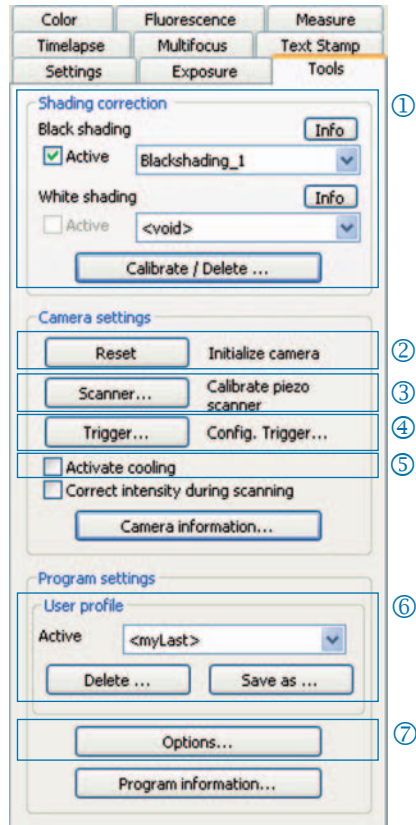 Color Fluorescence Measure
Timelapse Multifocus Text Stamp
Settings Exposure Tools
Shading correction ①
Black shading Info
Active Blackshading_1
White shading Info
Active <void>
Calibrate / Delete ...
Camera settings
Reset Initialize camera ②
Scanner... Calibrate piezo ③
scanner
Trigger... Config. Trigger... ④
Activate cooling ⑤
Correct intensity during scanning
Camera information...
Program settings
User profile ⑥
Active <myLast>
Delete ... Save as ...
Options... ⑦
Program information...